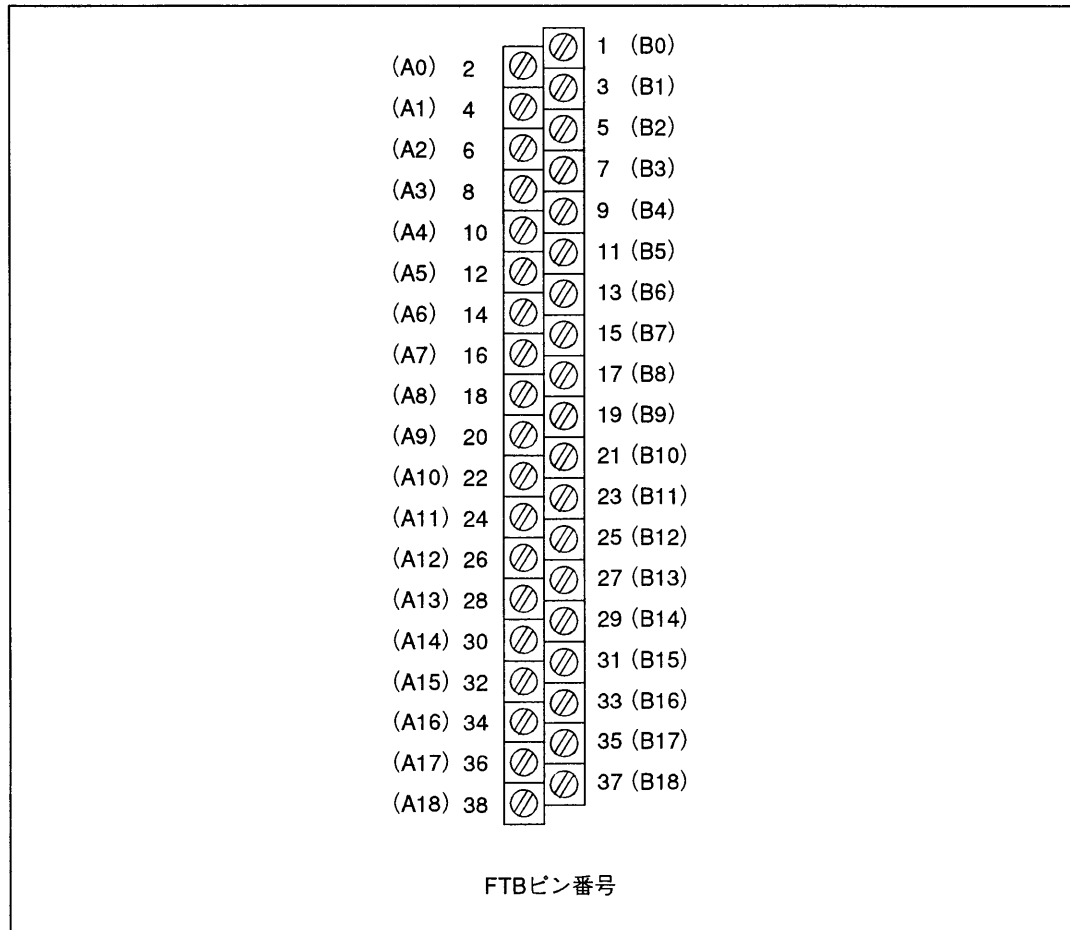 1 (B0)
(A0) 2
3 (B1)
(A1) 4
5 (B2)
(A2) 6
7 (B3)
(A3) 8
9 (B4)
(A4) 10
11 (B5)
(A5) 12
13 (B6)
(A6) 14
15 (B7)
(A7) 16
17 (B8)
(A8) 18
19 (B9)
(A9) 20
21 (B10)
(A10) 22
23 (B11)
(A11) 24
25 (B12)
(A12) 26
27 (B13)
(A13) 28
29 (B14)
(A14) 30
31 (B15)
(A15) 32
33 (B16)
(A16) 34
35 (B17)
(A17) 36
37 (B18)
(A18) 38
FTBピン番号